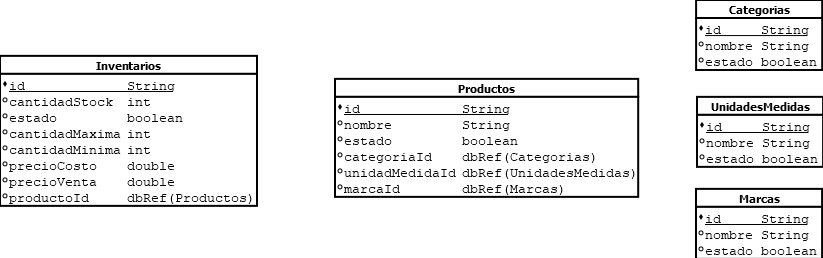 Inventarios
id String
cantidadStock int
estado boolean
cantidadMaxima int
cantidadMinima int
precioCosto double
precioVenta double
productoId dbRef(Productos)
Productos
id String
nombre String
estado boolean
categoriaId dbRef(Categorias)
unidadMedidaId dbRef(UnidadesMedidas)
marcaId dbRef(Marcas)
Categorias
id String
nombre String
estado boolean
UnidadesMedidas
id String
nombre String
estado boolean
Marcas
id String
nombre String
estado boolean